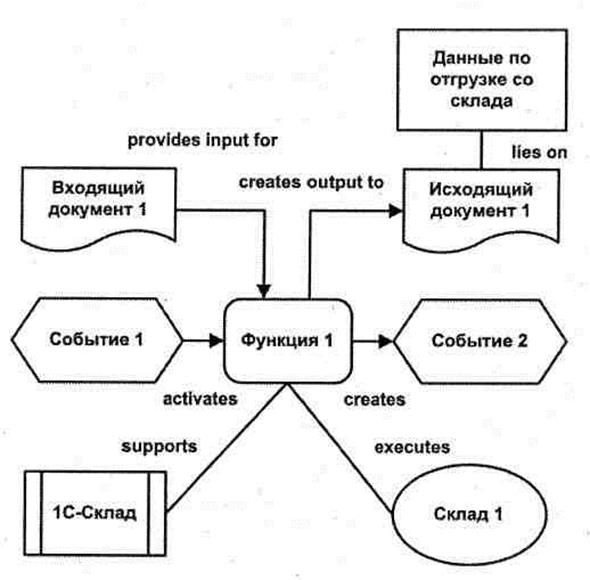 Данные по
отгрузке со
склада
provides input for
lies on
creates output to
Входящий
документ 1
Исходящий
документ 1
Событие 1
Функция 1
Событие 2
activates
creates
supports
executes
1С-Склад
Склад 1